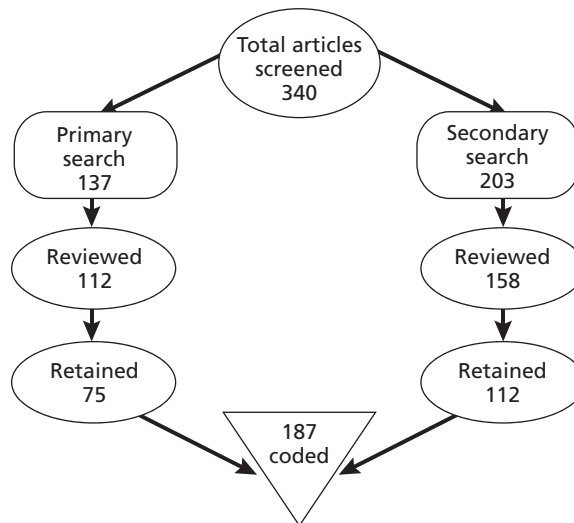 Total articles
screened
340
Primary
search
137
Secondary
search
203
Reviewed
112
Reviewed
158
Retained
75
Retained
112
187
coded